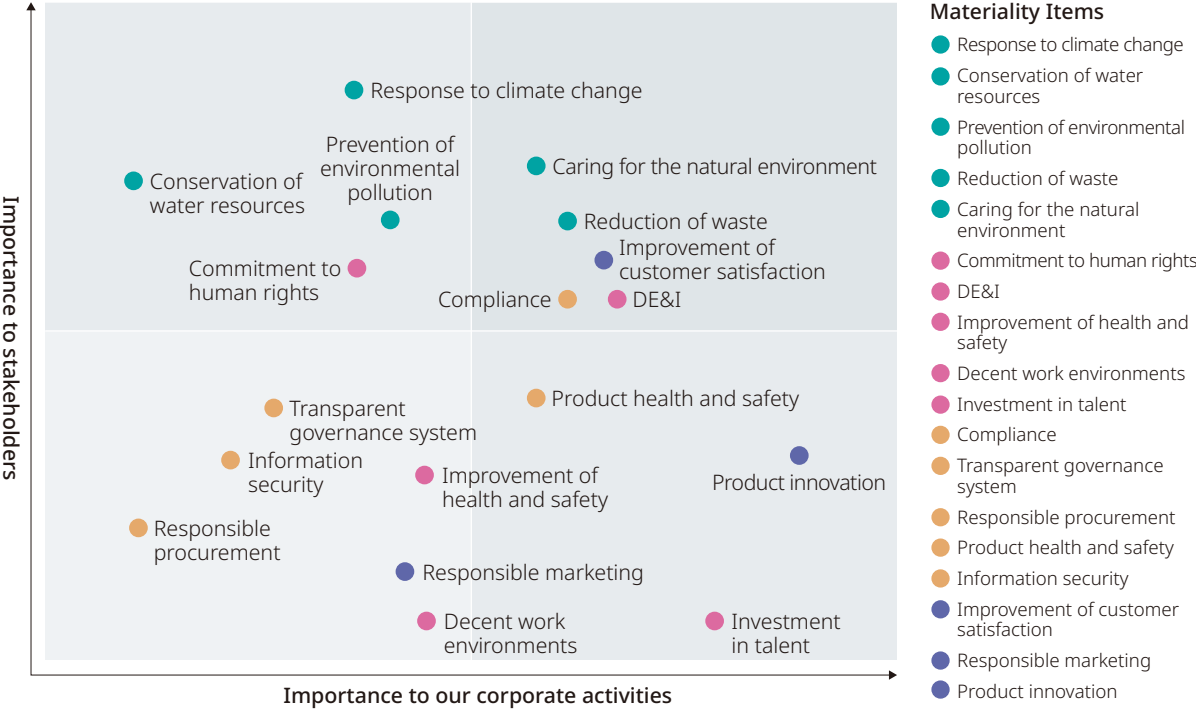 Materiality Items
Response to climate change
Conservation of water
resources
Prevention of environmental
pollution
Reduction of waste
Caring for the natural
environment
Commitment to human rights
DE&I
Improvement of health and
safety
Decent work environments
Investment in talent
Compliance
Transparent governance
system
Responsible procurement
Product health and safety
Information security
Improvement of customer
satisfaction
Responsible marketing
Product innovation
Importance to stakeholders
Response to climate change
Prevention of
environmental
pollution
Caring for the natural environment
Conservation of
water resources
Reduction of waste
Improvement of
customer satisfaction
Commitment to
human rights
Compliance
DE&I
Transparent
governance system
Product health and safety
Information
security
Improvement of
health and safety
Product innovation
Responsible
procurement
Responsible marketing
Decent work
environments
Investment
in talent
Importance to our corporate activities